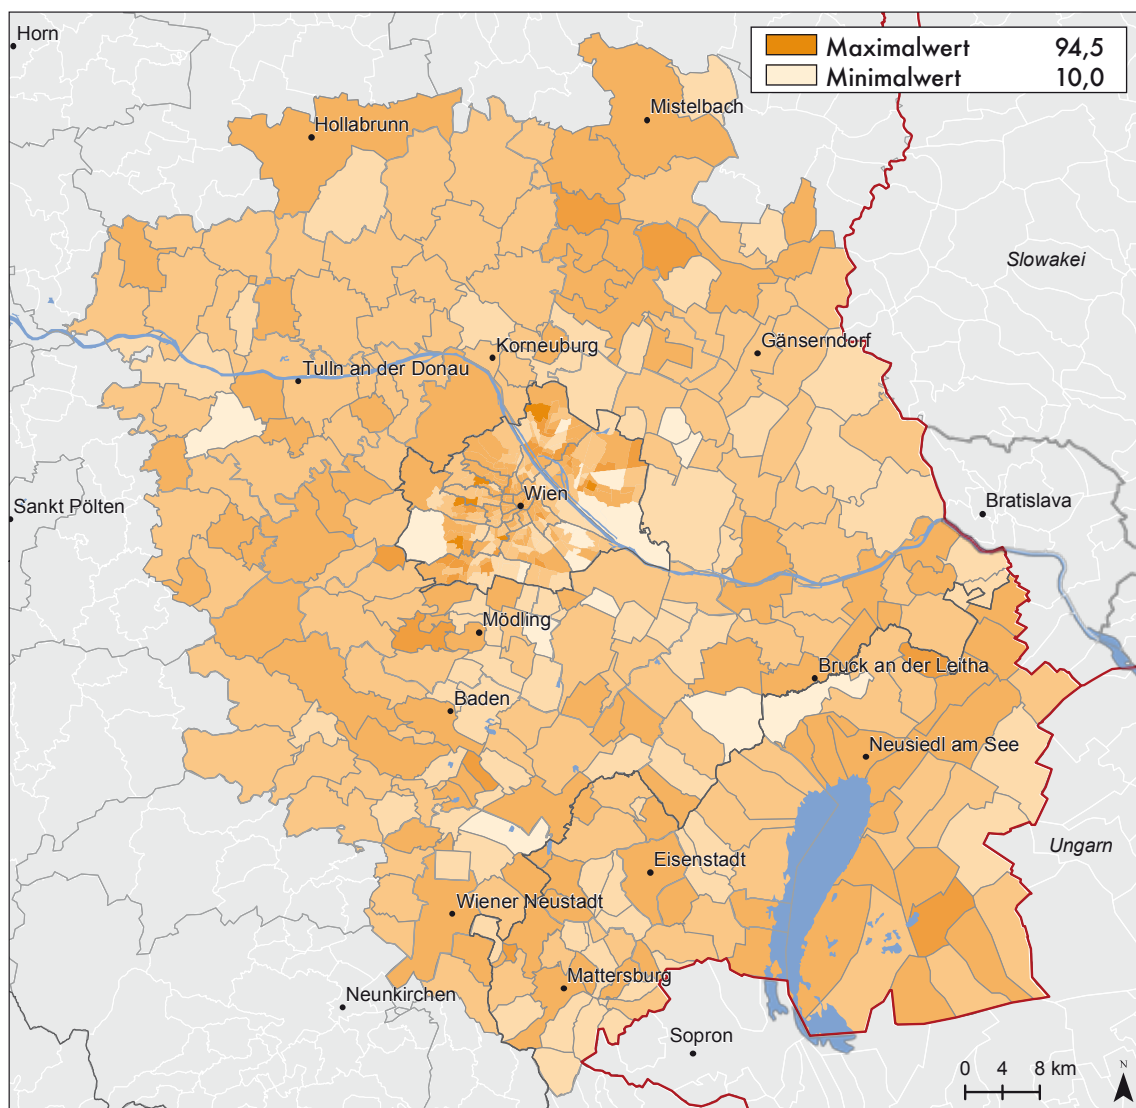 Horn
Maximalwert 94,5
Minimalwert 10,0
Mistelbach
Hollabrunn
Slowakei
Korneuburg
Gänserndorf
Tulln an der Donau
Sankt Pölten
Wien
Bratislava
Mödling
Bruck an der Leitha
Baden
Neusiedl am See
Ungarn
Eisenstadt
Wiener Neustadt
Mattersburg
Neunkirchen
Sopron
0 4 8 km
N